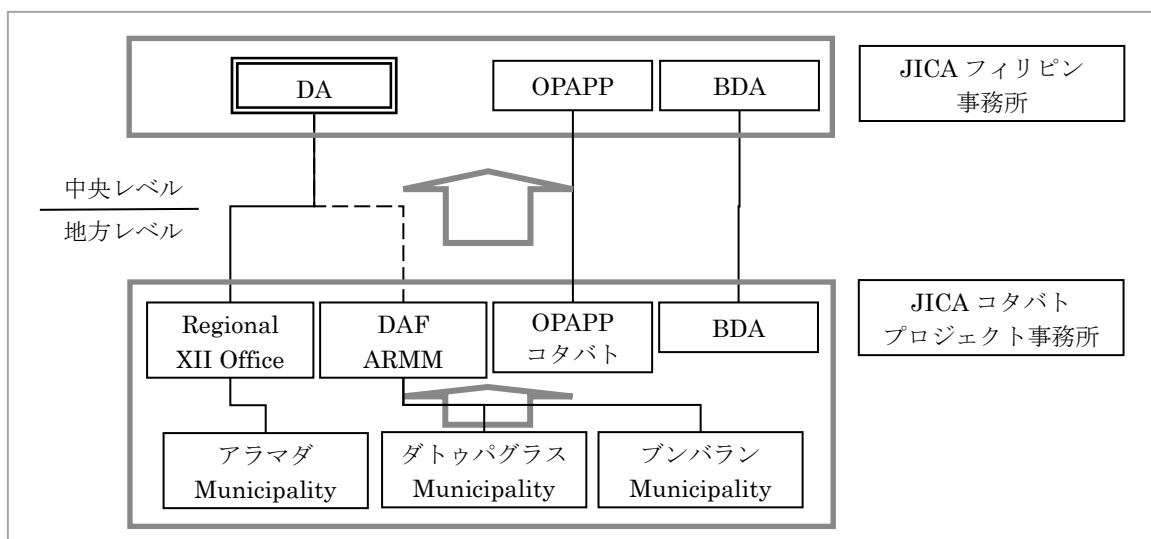 DA
OPAPP
BDA
JICA フィリピン
事務所
中央レベル
地方レベル
Regional
XII Office
DAF
ARMM
OPAPP
コタバト
BDA
JICA コタバト
プロジェクト事務所
アラマダ
Municipality
ダトゥパグラス
Municipality
ブンバラン
Municipality